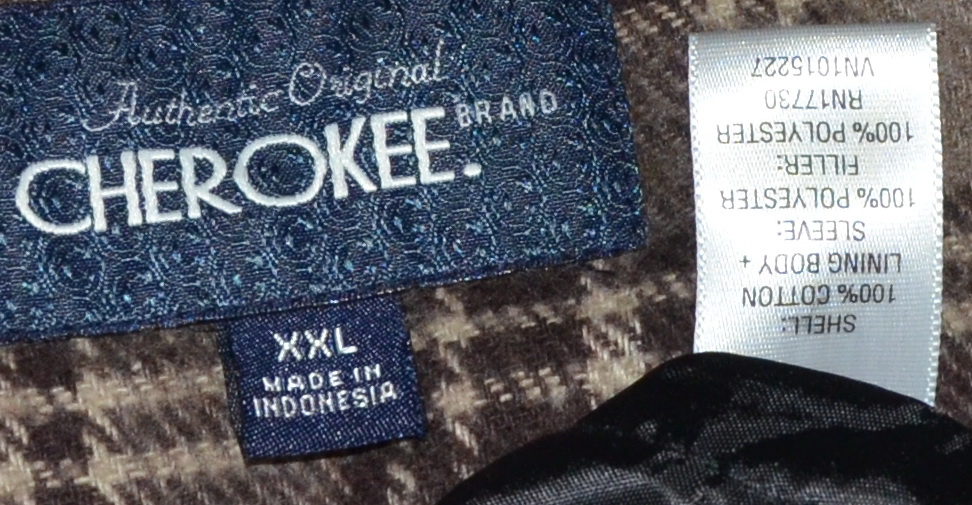 Authentic Original
CHEROKEE.
BRAND
XXL
MADE IN
INDONESIA
SHELL:
100% COTTON
LINING BODY +
SLEEVE:
100% POLYESTER
FILLER:
100% POLYESTER
RN17730
VN1015227